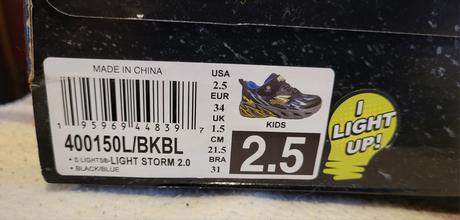 MADE IN CHINA
1 95969 44839 7
400150L/BKBL
• S LIGHTS®-LIGHT STORM 2.0
• BLACK/BLUE
USA
2.5
EUR
34
UK
1.5
CM
21.5
BRA
31
KIDS
2.5
I
LIGHT
UP!